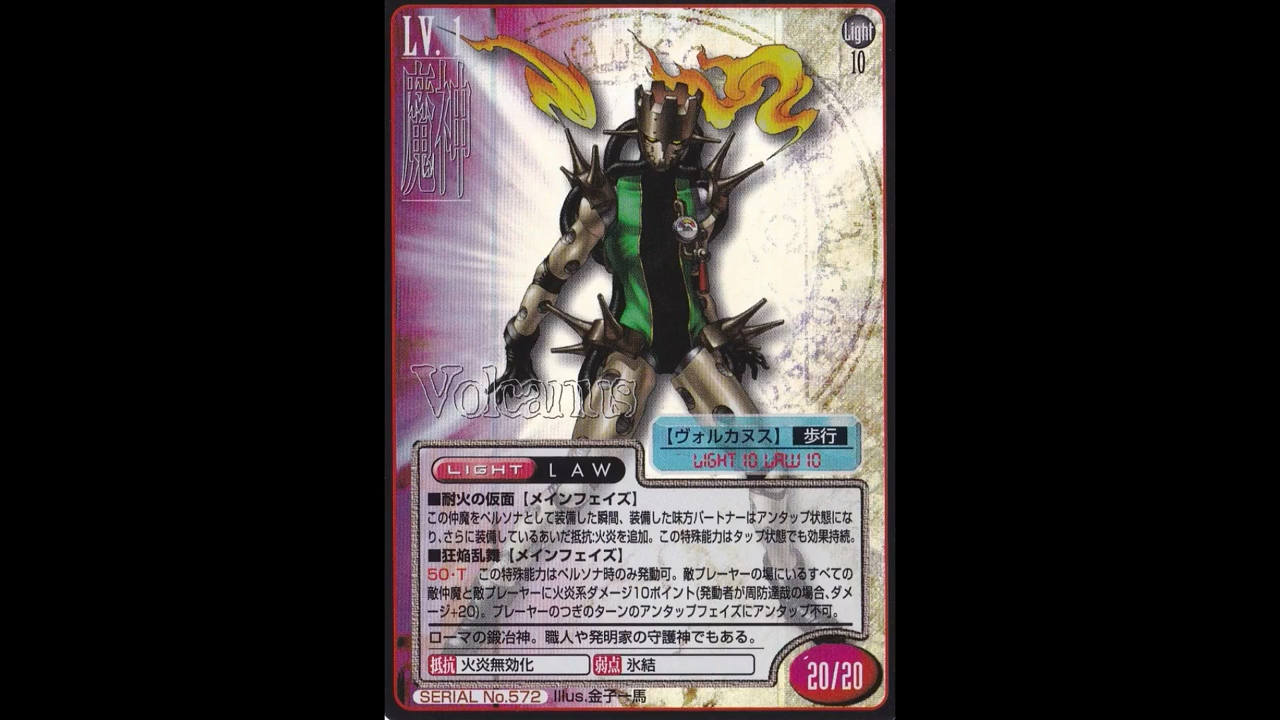 LV. 1
Light
10
魔神
Volcanus
【ヴォルカヌス】 歩行
LIGHT 10 LAW 10
LIGHT LAW
■耐火の仮面【メインフェイズ】
この仲魔をペルソナとして装備した瞬間、装備した味方パートナーはアンタップ状態にな
り、さらに装備しているあいだ抵抗:火炎を追加。この特殊能力はタップ状態でも効果持続。
■狂焔乱舞【メインフェイズ】
50・T この特殊能力はペルソナ時のみ発動可。敵プレーヤーの場にいるすべての
敵仲魔と敵プレーヤーに火炎系ダメージ10ポイント(発動者が周防達哉の場合、ダメ
ージ+20)。プレーヤーのつぎのターンのアンタップフェイズにアンタップ不可。
ローマの鍛冶神。職人や発明家の守護神でもある。
抵抗 火炎無効化 弱点 氷結
20/20
SERIAL No.572 Illus.金子一馬